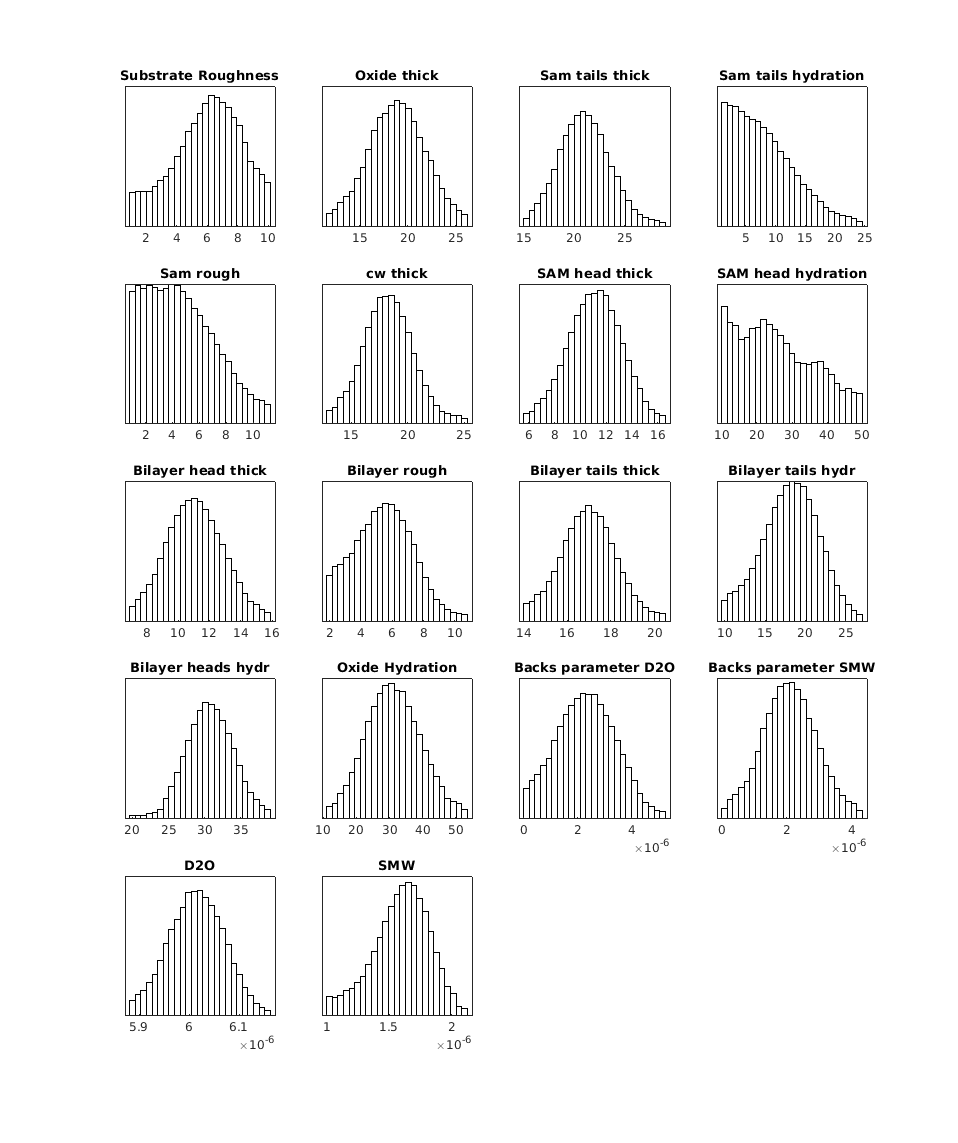 Substrate Roughness Oxide thick Sam tails thick Sam tails hydration
2 4 6 8 10 15 20 25 15 20 25 5 10 15 20 25
Sam rough cw thick SAM head thick SAM head hydration
2 4 6 8 10 15 20 25 6 8 10 12 14 16 10 20 30 40 50
Bilayer head thick Bilayer rough Bilayer tails thick Bilayer tails hydr
8 10 12 14 16 2 4 6 8 10 14 16 18 20 10 15 20 25
Bilayer heads hydr Oxide Hydration Backs parameter D2O Backs parameter SMW
20 25 30 35 10 20 30 40 50 0 2 4 0 2 4
×10-6 ×10-6
D2O SMW
5.9 6 6.1 1 1.5 2
×10-6 ×10-6